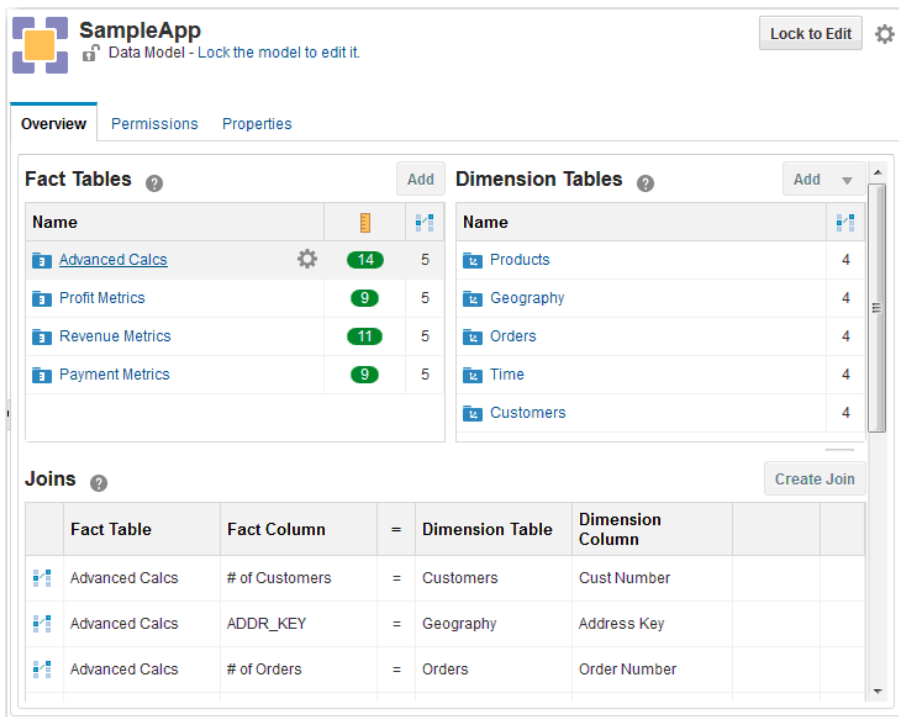 SampleApp
Data Model - Lock the model to edit it.
Lock to Edit
Overview Permissions Properties
Fact Tables ? Add
Name
Advanced Calcs 14 5
Profit Metrics 9 5
Revenue Metrics 11 5
Payment Metrics 9 5
Dimension Tables ? Add
Name
Products 4
Geography 4
Orders 4
Time 4
Customers 4
Joins ? Create Join
Fact Table Fact Column = Dimension Table Dimension
Column
Advanced Calcs # of Customers = Customers Cust Number
Advanced Calcs ADDR_KEY = Geography Address Key
Advanced Calcs # of Orders = Orders Order Number